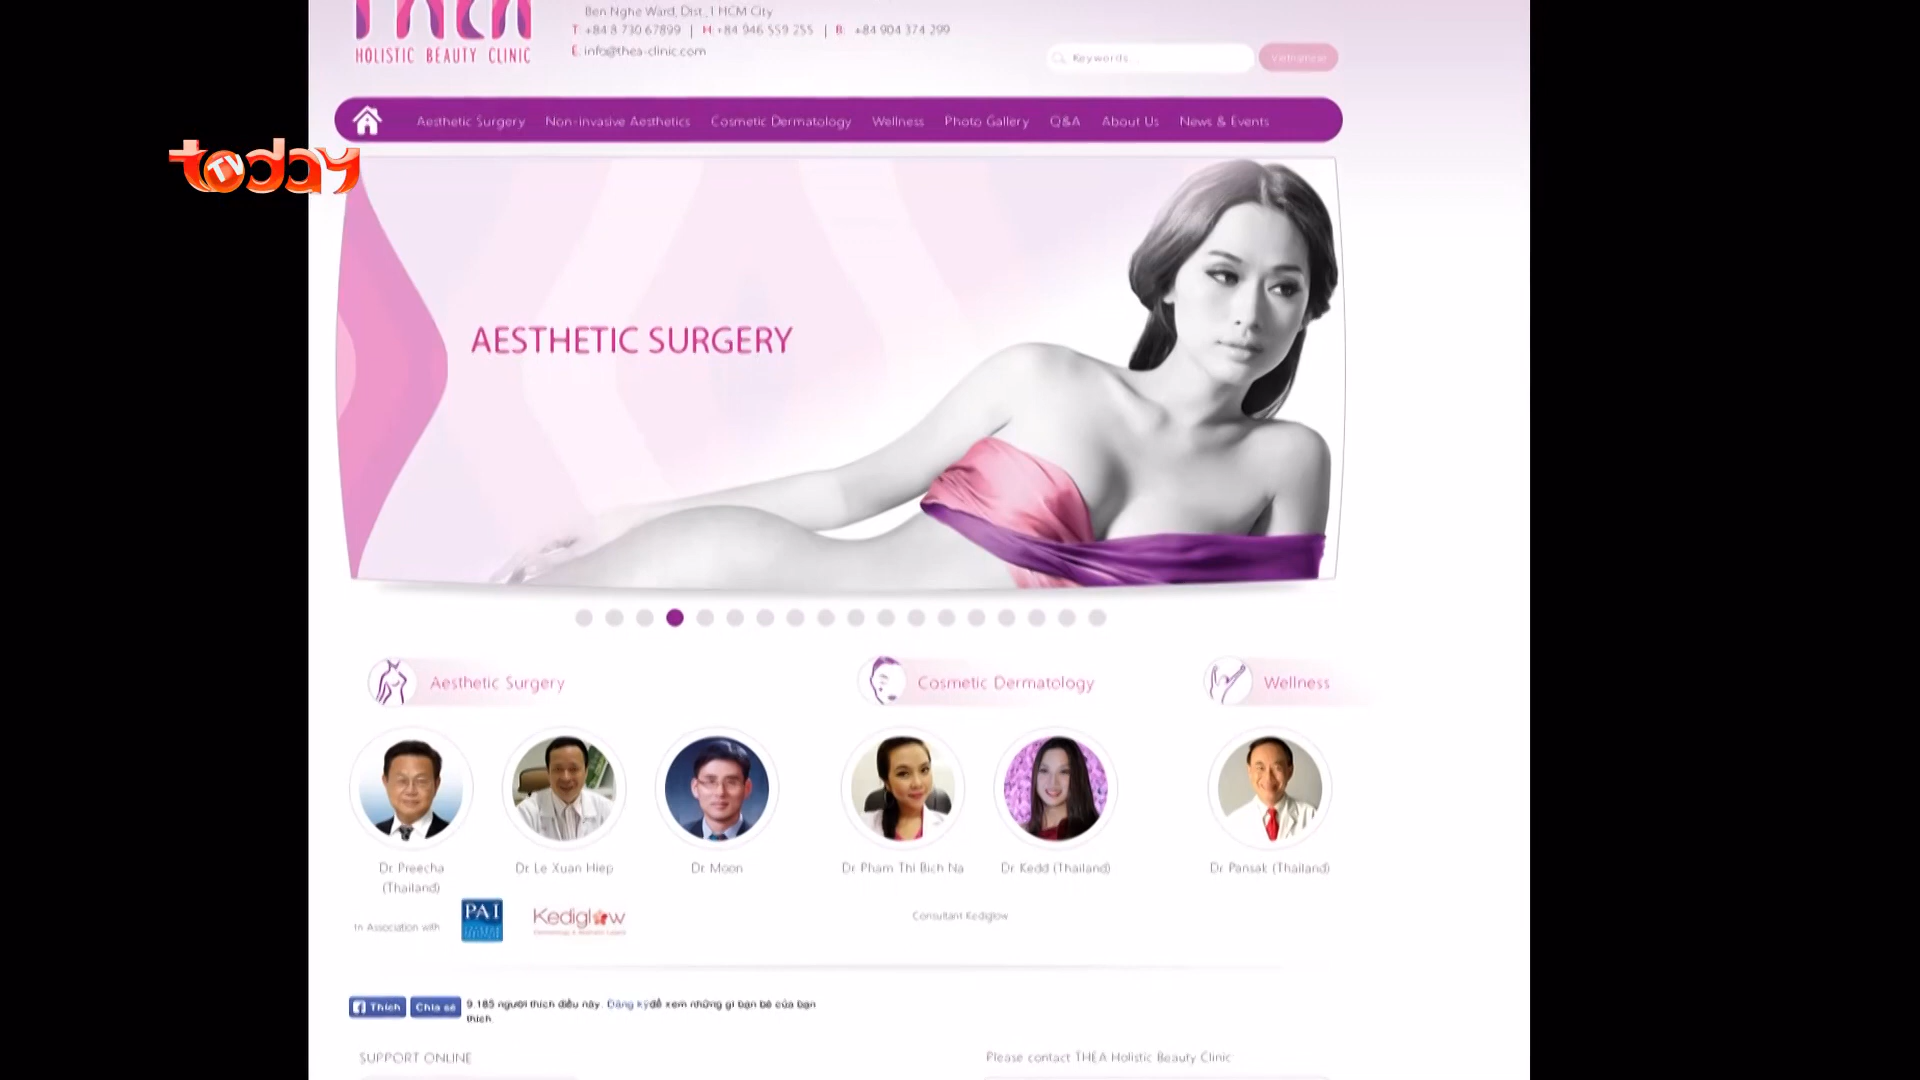 THEA
HOLISTIC BEAUTY CLINIC
Ben Nghe Ward, Dist .1 HCM City
T: +84 8 730 67899 | H: +84 946 559 255 | B: +84 904 374 299
E: info@thea-clinic.com
Keywords...
Vietnamese
Aesthetic Surgery Non-invasive Aesthetics Cosmetic Dermatology Wellness Photo Gallery Q&A About Us News & Events
today TV
AESTHETIC SURGERY
Aesthetic Surgery Cosmetic Dermatology Wellness
Dr. Preecha (Thailand)
Dr. Le Xuan Hiep
Dr. Moon
Dr. Pham Thi Bich Na
Dr. Kedd (Thailand)
Dr. Pansak (Thailand)
In Association with
PAI
Kediglow
Consultant Kediglow
Thích Chia sẻ 9.185 người thích điều này. Đăng ký để xem những gì bạn bè của bạn
thích.
SUPPORT ONLINE
Please contact THEA Holistic Beauty Clinic